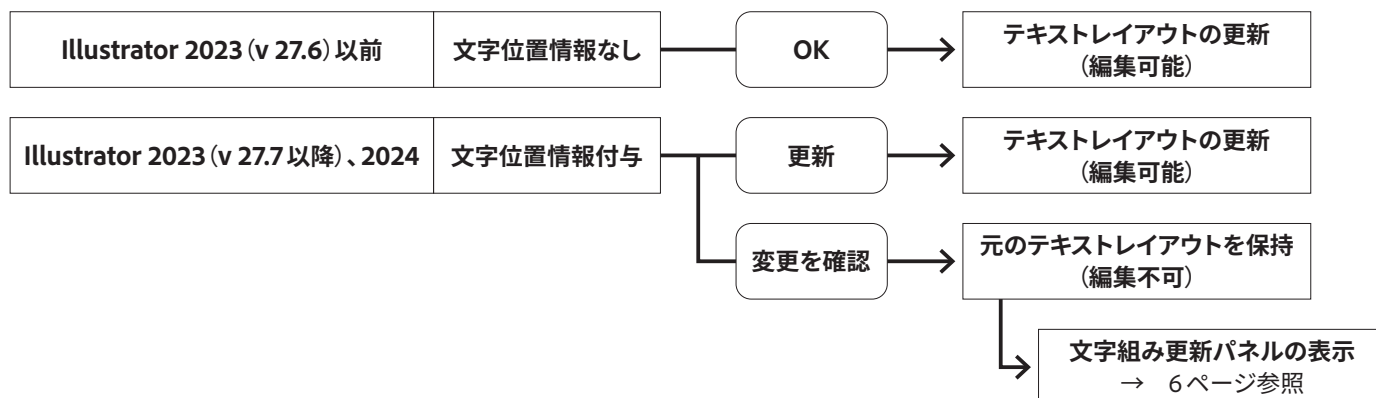 Illustrator 2023（v 27.6）以前
文字位置情報なし
OK
テキストレイアウトの更新
（編集可能）
Illustrator 2023（v 27.7以降）、2024
文字位置情報付与
更新
テキストレイアウトの更新
（編集可能）
変更を確認
元のテキストレイアウトを保持
（編集不可）
文字組み更新パネルの表示
→　6ページ参照